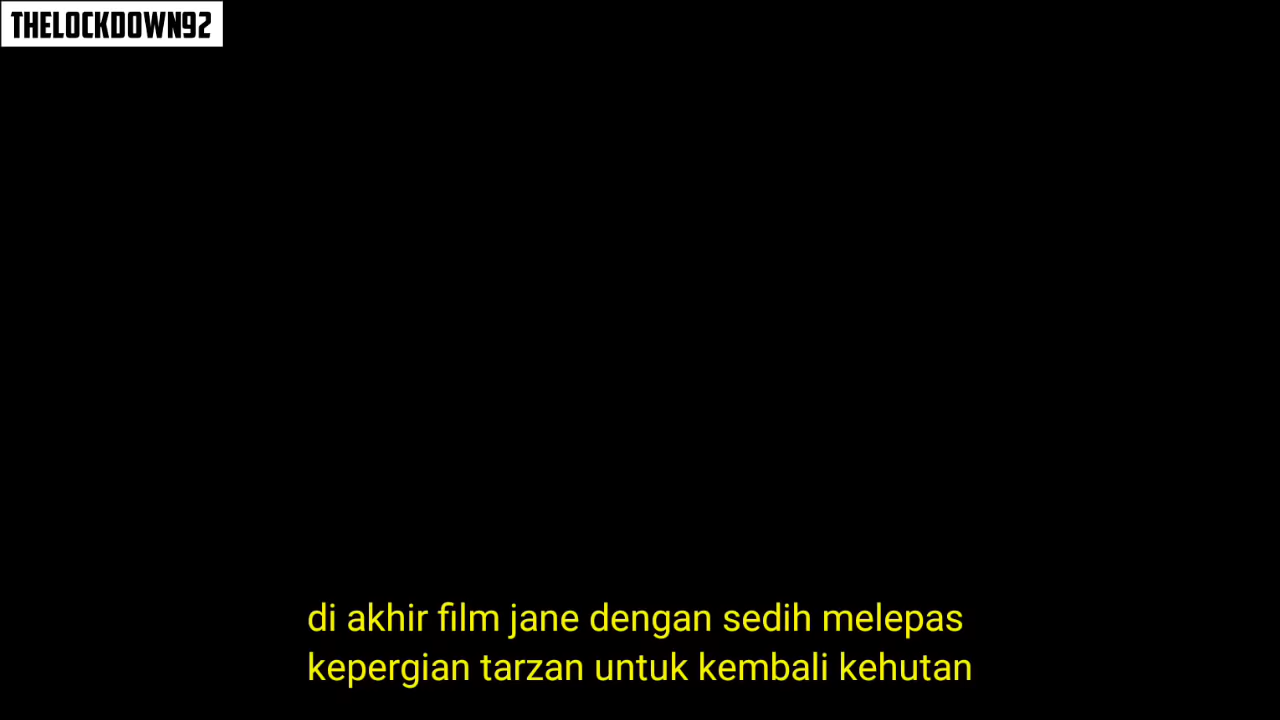 THELOCKDOWN92
di akhir film jane dengan sedih melepas
kepergian tarzan untuk kembali kehutan